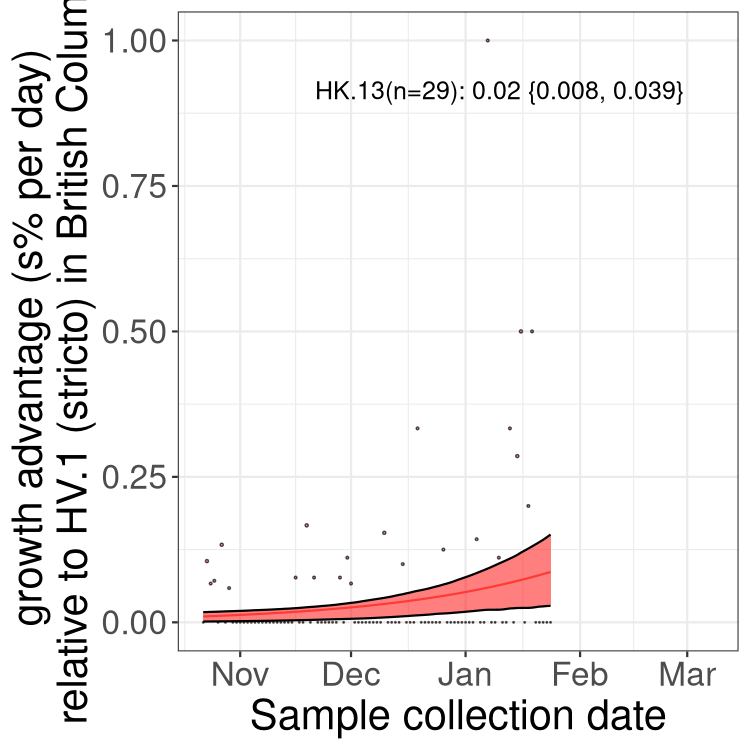 growth advantage (s% per day)
relative to HV.1 (stricto) in British Colum
1.00
0.75
0.50
0.25
0.00
HK.13(n=29): 0.02 {0.008, 0.039}
Nov Dec Jan Feb Mar
Sample collection date